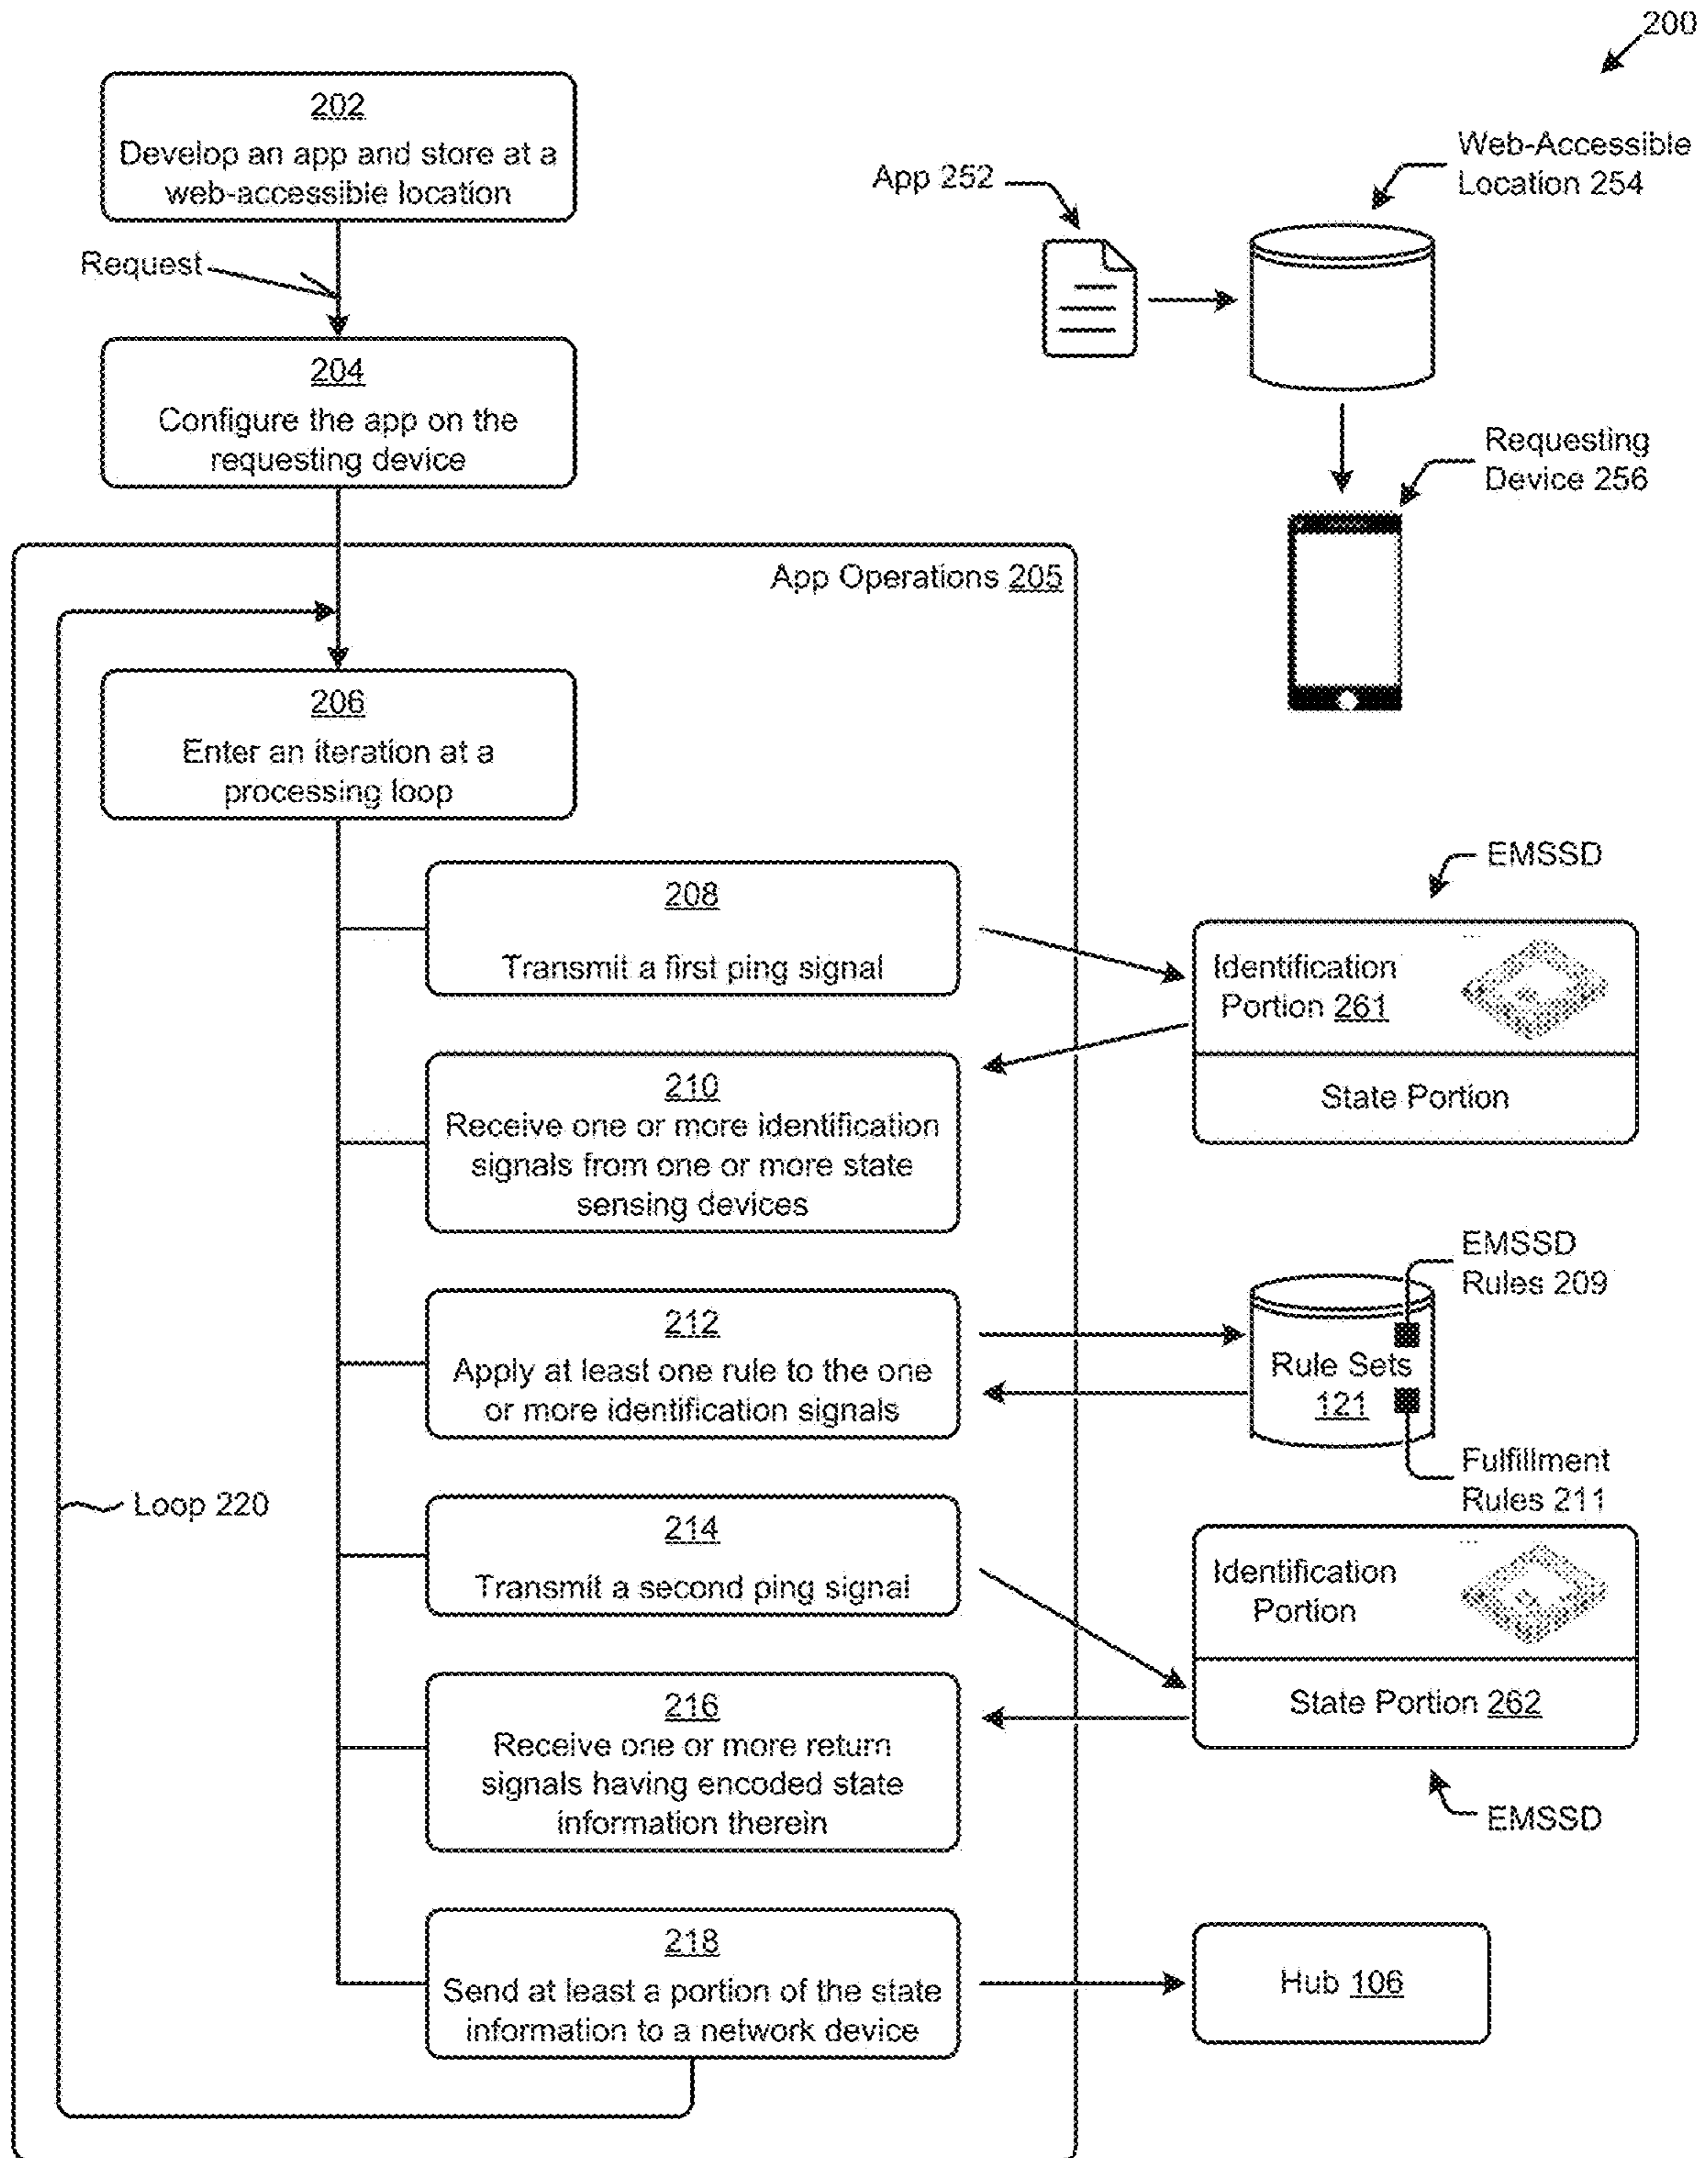 200
202
Develop an app and store at a
web-accessible location
App 252
Web-Accessible
Location 254
Request
204
Configure the app on the
requesting device
Requesting
Device 256
App Operations 205
206
Enter an iteration at a
processing loop
EMSSD
208
Transmit a first ping signal
Identification
Portion 261
State Portion
210
Receive one or more identification
signals from one or more state
sensing devices
EMSSD
Rules 209
212
Apply at least one rule to the one
or more identification signals
Rule Sets
121
Fulfillment
Rules 211
Loop 220
214
Transmit a second ping signal
Identification
Portion
State Portion 262
216
Receive one or more return
signals having encoded state
information therein
EMSSD
218
Send at least a portion of the state
information to a network device
Hub 106